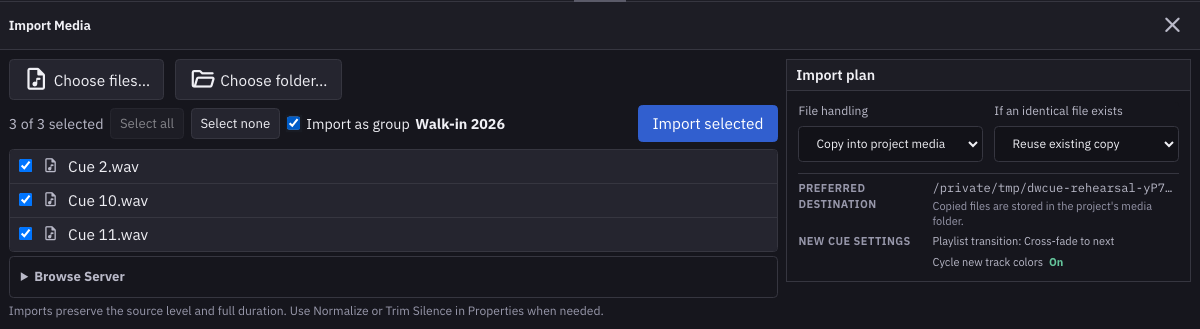 Import Media
Choose files...
Choose folder...
3 of 3 selected
Select all
Select none
Import as group Walk-in 2026
Import selected
Cue 2.wav
Cue 10.wav
Cue 11.wav
Browse Server
Imports preserve the source level and full duration. Use Normalize or Trim Silence in Properties when needed.
Import plan
File handling
If an identical file exists
Copy into project media
Reuse existing copy
PREFERRED
DESTINATION
/private/tmp/dwcue-rehearsal-yP7…
Copied files are stored in the project's media
folder.
NEW CUE SETTINGS
Playlist transition: Cross-fade to next
Cycle new track colors On